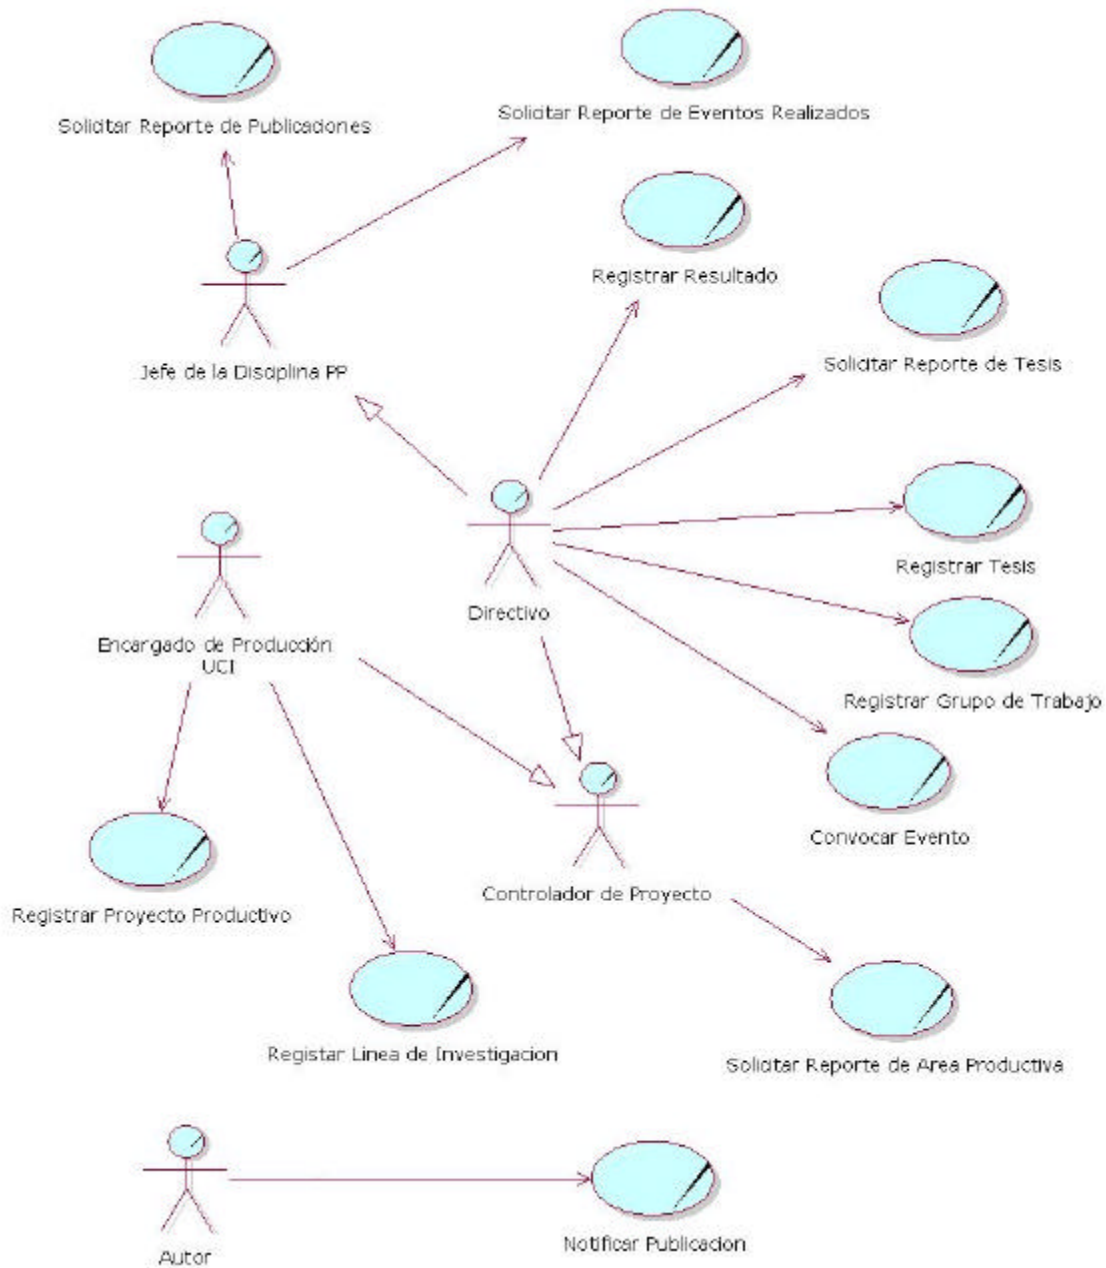 Solicitar Reporte de Publicaciones
Solicitar Reporte de Eventos Realizados
Registrar Resultado
Jefe de la Disciplina PP
Solicitar Reporte de Tesis
Registrar Tesis
Directivo
Encargado de Producción
UCI
Registrar Grupo de Trabajo
Convocar Evento
Controlador de Proyecto
Registrar Proyecto Productivo
Registar Linea de Investigacion
Solicitar Reporte de Area Productiva
Autor
Notificar Publicacion